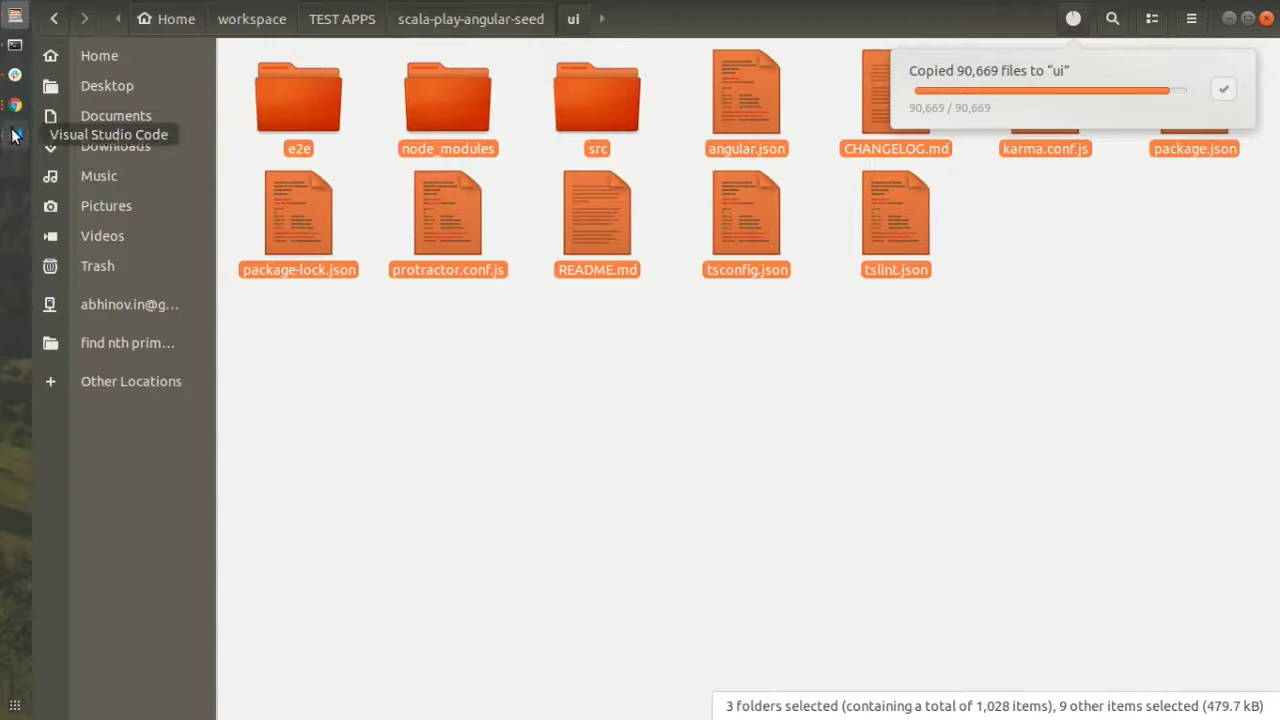 Home
workspace
TEST APPS
scala-play-angular-seed
ui
Home
Desktop
Documents
Visual Studio Code
Downloads
Music
Pictures
Videos
Trash
abhinov.in@g...
find nth prim...
Other Locations
Copied 90,669 files to “ui”
90,669 / 90,669
e2e
node_modules
src
angular.json
CHANGELOG.md
karma.conf.js
package.json
package-lock.json
protractor.conf.js
README.md
tsconfig.json
tslint.json
3 folders selected (containing a total of 1,028 items), 9 other items selected (479.7 kB)